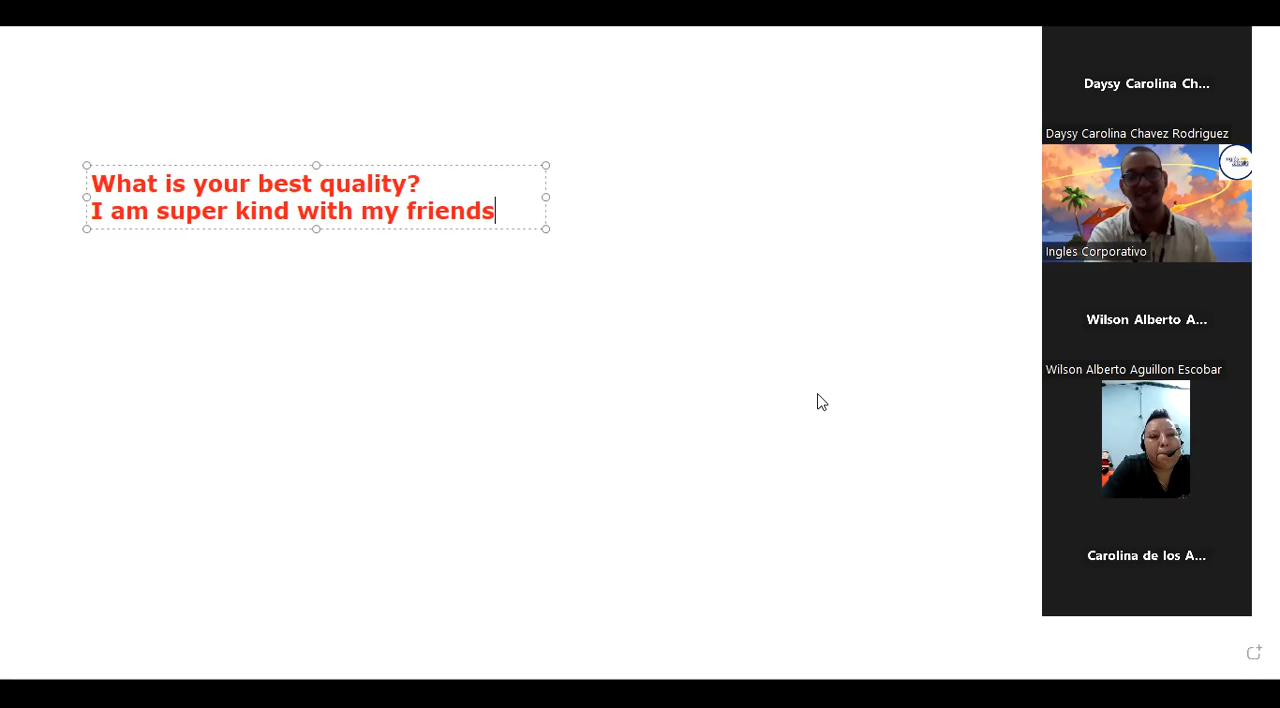 What is your best quality?
I am super kind with my friends
Daysy Carolina Ch...
Daysy Carolina Chavez Rodriguez
Ingles Corporativo
Wilson Alberto A...
Wilson Alberto Aguillon Escobar
Carolina de los A...